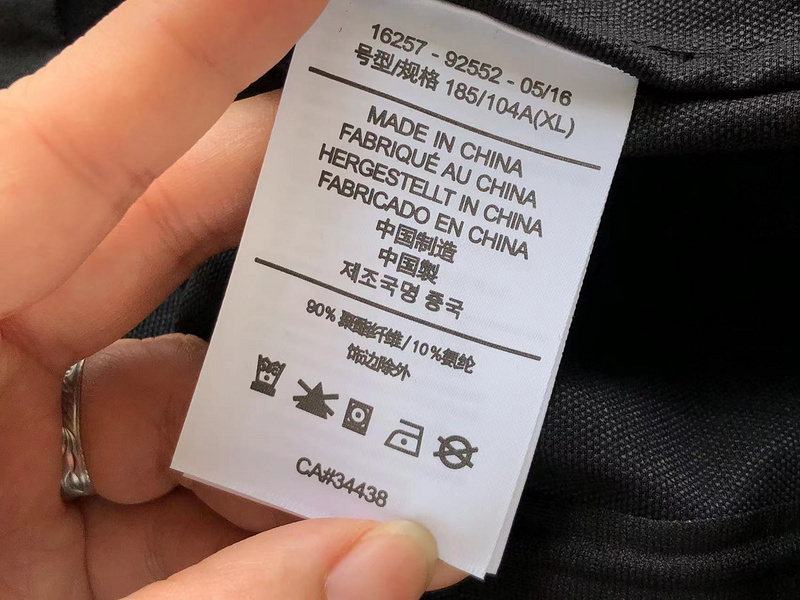 16257 - 92552 - 05/16
号型/规格 185/104A(XL)
MADE IN CHINA
FABRIQUÉ AU CHINA
HERGESTELLT IN CHINA
FABRICADO EN CHINA
中国制造
中国製
제조국명 중국
90% 聚酯纤维 / 10%氨纶
饰边除外
CA#34438